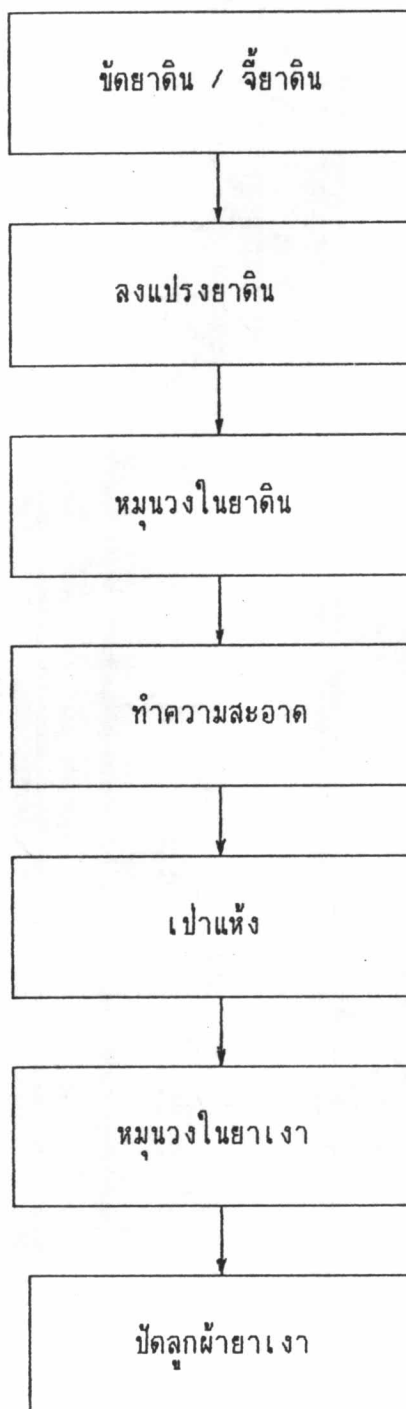 ขัดยาดิน / จี้ยาดิน
ลงแปรงยาดิน
หมุนวงในยาดิน
ทำความสะอาด
เป่าแห้ง
หมุนวงในยาเงา
ปัดลูกผ้ายาเงา